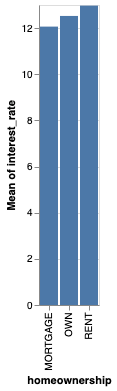 Mean of interest_rate
12
10
8
6
4
2
0
MORTGAGE
OWN
RENT
homeownership